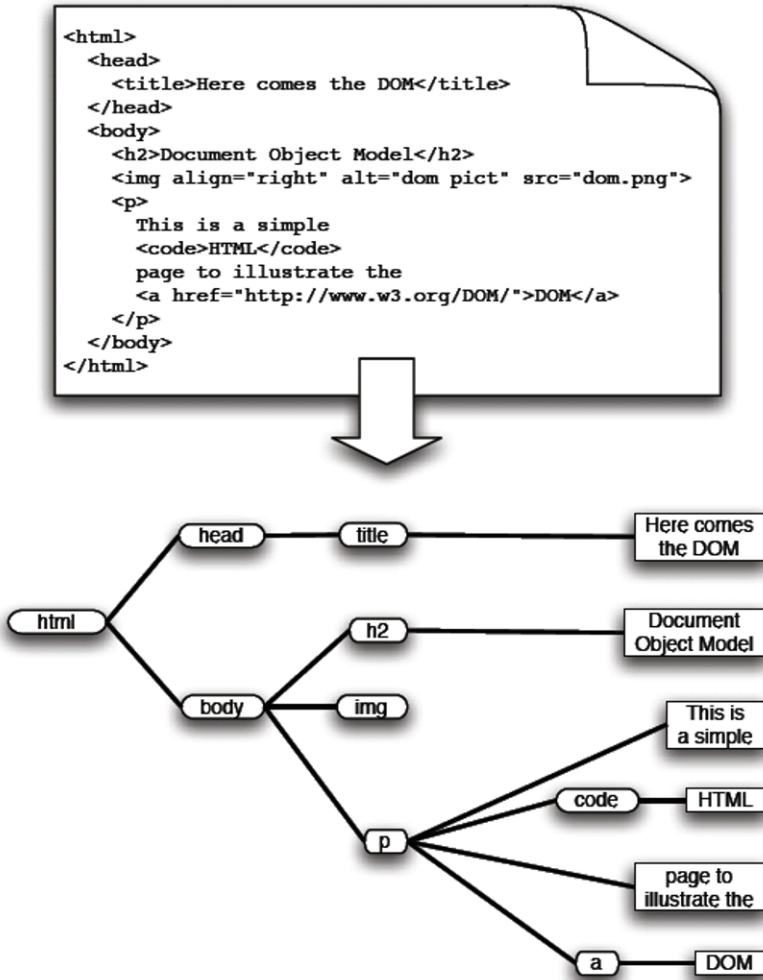 <html>
<head>
<title>Here comes the DOM</title>
</head>
<body>
<h2>Document Object Model</h2>
<img align="right" alt="dom pict" src="dom.png">
<p>
This is a simple
<code>HTML</code>
page to illustrate the
<a href="http://www.w3.org/DOM/">DOM</a>
</p>
</body>
</html>
head
title
Here comes
the DOM
html
h2
Document
Object Model
body
img
This is
a simple
code
HTML
p
page to
illustrate the
a
DOM